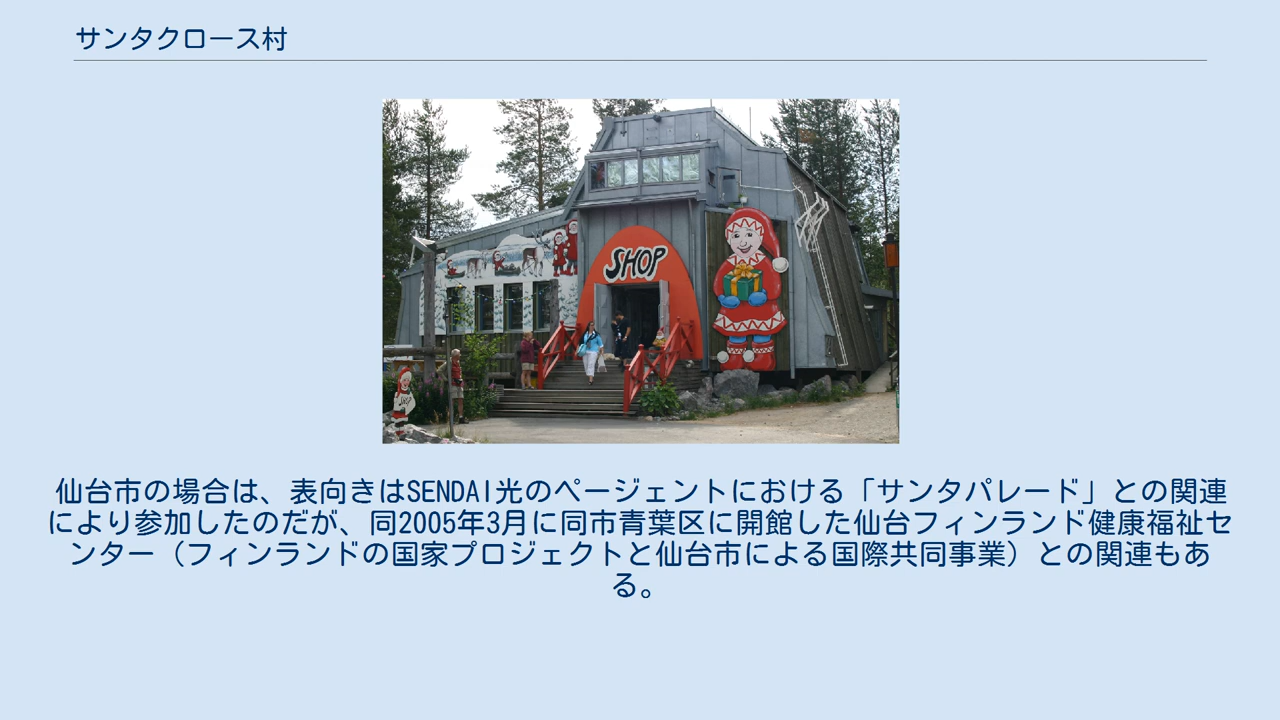 サンタクロース村
SHOP
SHOP
仙台市の場合は、表向きはSENDAI光のページェントにおける「サンタパレード」との関連
により参加したのだが、同2005年3月に同市青葉区に開館した仙台フィンランド健康福祉セ
ンター（フィンランドの国家プロジェクトと仙台市による国際共同事業）との関連もあ
る。